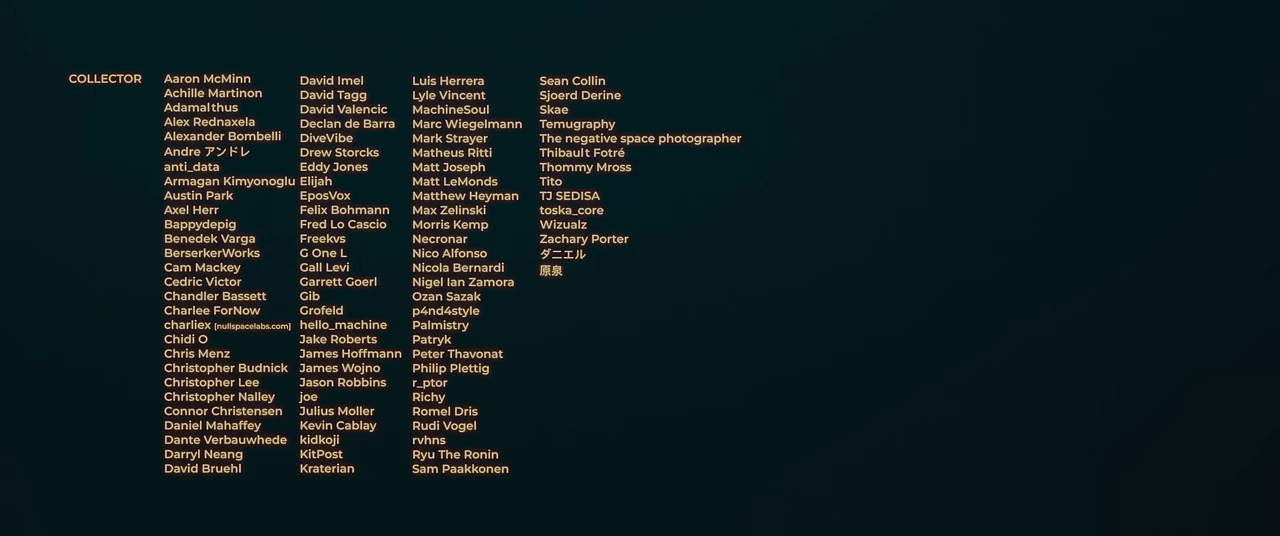 COLLECTOR
Aaron McMinn
Achille Martinon
Adamalthus
Alex Rednaxela
Alexander Bombelli
Andre アンドレ
anti_data
Armagan Kimyonoglu
Austin Park
Axel Herr
Bappydepig
Benedek Varga
BerserkerWorks
Cam Mackey
Cedric Victor
Chandler Bassett
Charlee ForNow
charliex [nullspacelabs.com]
Chidi O
Chris Menz
Christopher Budnick
Christopher Lee
Christopher Nalley
Connor Christensen
Daniel Mahaffey
Dante Verbauwhede
Darryl Neang
David Bruehl
David Imel
David Tagg
David Valencic
Declan de Barra
DiveVibe
Drew Storcks
Eddy Jones
Elijah
EposVox
Felix Bohmann
Fred Lo Cascio
Freekvs
G One L
Gall Levi
Garrett Goerl
Gib
Grofeld
hello_machine
Jake Roberts
James Hoffmann
James Wojno
Jason Robbins
joe
Julius Moller
Kevin Cablay
kidkoji
KitPost
Kraterian
Luis Herrera
Lyle Vincent
MachineSoul
Marc Wiegelmann
Mark Strayer
Matheus Ritti
Matt Joseph
Matt LeMonds
Matthew Heyman
Max Zelinski
Morris Kemp
Necronar
Nico Alfonso
Nicola Bernardi
Nigel Ian Zamora
Ozan Sazak
p4nd4style
Palmistry
Patryk
Peter Thavonat
Philip Plettig
r_ptor
Richy
Romel Dris
Rudi Vogel
rvhns
Ryu The Ronin
Sam Paakkonen
Sean Collin
Sjoerd Derine
Skae
Temugraphy
The negative space photographer
Thibault Fotré
Thommy Mross
Tito
TJ SEDISA
toska_core
Wizualz
Zachary Porter
ダニエル
原泉